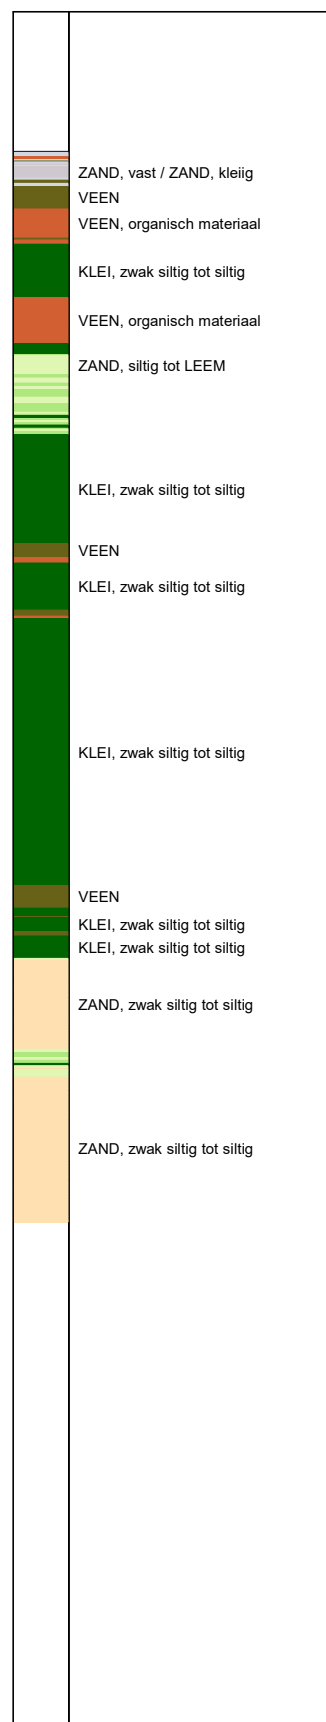 ZAND, vast / ZAND, kleiig
VEEN
VEEN, organisch materiaal
KLEI, zwak siltig tot siltig
VEEN, organisch materiaal
ZAND, siltig tot LEEM
KLEI, zwak siltig tot siltig
VEEN
KLEI, zwak siltig tot siltig
KLEI, zwak siltig tot siltig
VEEN
KLEI, zwak siltig tot siltig
KLEI, zwak siltig tot siltig
ZAND, zwak siltig tot siltig
ZAND, zwak siltig tot siltig